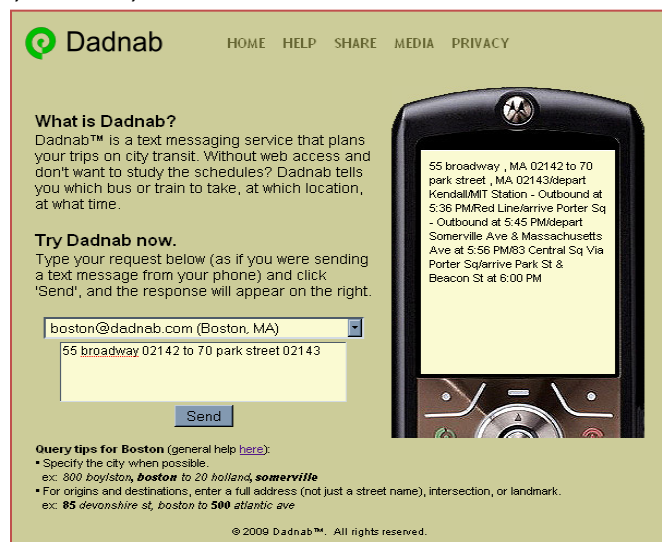 Dadnab
HOME HELP SHARE MEDIA PRIVACY
What is Dadnab?
Dadnab™ is a text messaging service that plans
your trips on city transit. Without web access and
don't want to study the schedules? Dadnab tells
you which bus or train to take, at which location,
at what time.
Try Dadnab now.
Type your request below (as if you were sending
a text message from your phone) and click
'Send', and the response will appear on the right.
boston@dadnab.com (Boston, MA)
55 broadway 02142 to 70 park street 02143
Send
55 broadway , MA 02142 to 70
park street , MA 02143/depart
Kendall/MIT Station - Outbound at
5:36 PM/Red Line/arrive Porter Sq
- Outbound at 5:45 PM/depart
Somerville Ave & Massachusetts
Ave at 5:56 PM/83 Central Sq Via
Porter Sq/arrive Park St &
Beacon St at 6:00 PM
Query tips for Boston (general help here):
▪ Specify the city when possible.
ex: 800 boylston, boston to 20 holland, somerville
▪ For origins and destinations, enter a full address (not just a street name), intersection, or landmark.
ex: 85 devonshire st, boston to 500 atlantic ave
© 2009 Dadnab™. All rights reserved.